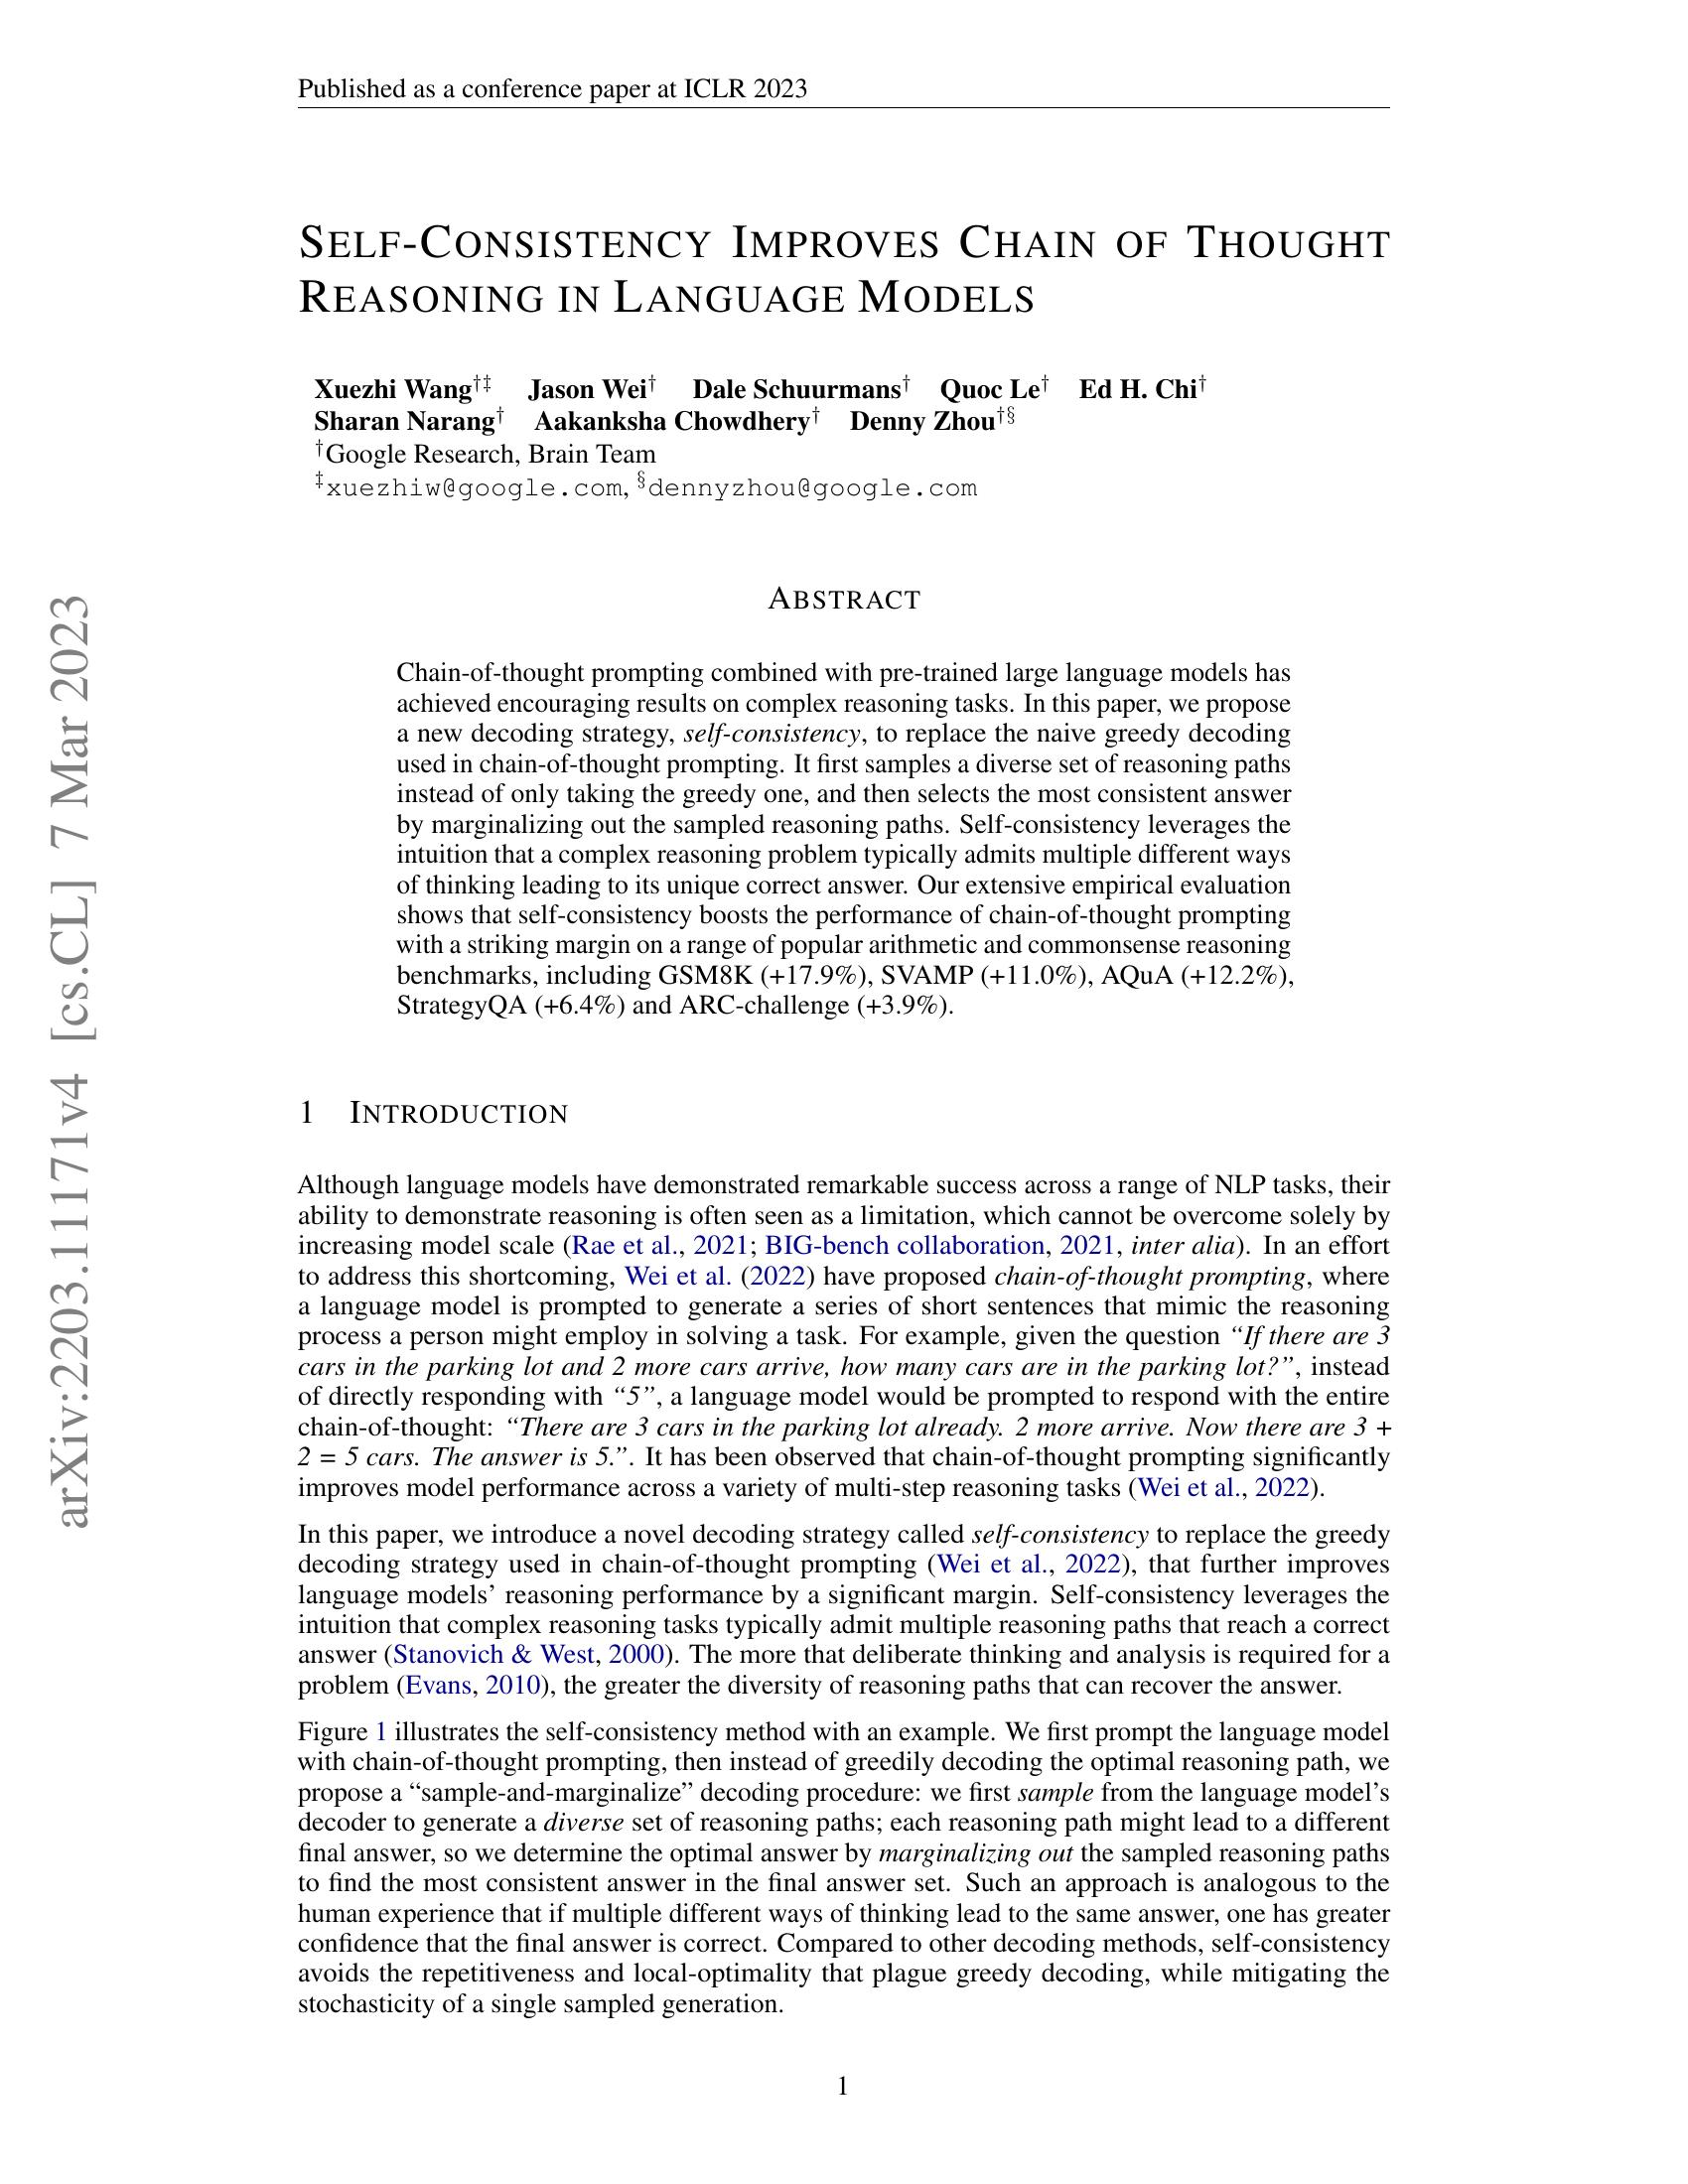 Published as a conference paper at ICLR 2023
SELF-CONSISTENCY IMPROVES CHAIN OF THOUGHT
REASONING IN LANGUAGE MODELS
Xuezhi Wang†‡ Jason Wei† Dale Schuurmans† Quoc Le† Ed H. Chi†
Sharan Narang† Aakanksha Chowdhery† Denny Zhou†§
†Google Research, Brain Team
‡xuezhiw@google.com, §dennyzhou@google.com
ABSTRACT
Chain-of-thought prompting combined with pre-trained large language models has
achieved encouraging results on complex reasoning tasks. In this paper, we propose
a new decoding strategy, self-consistency, to replace the naive greedy decoding
used in chain-of-thought prompting. It first samples a diverse set of reasoning paths
instead of only taking the greedy one, and then selects the most consistent answer
by marginalizing out the sampled reasoning paths. Self-consistency leverages the
intuition that a complex reasoning problem typically admits multiple different ways
of thinking leading to its unique correct answer. Our extensive empirical evaluation
shows that self-consistency boosts the performance of chain-of-thought prompting
with a striking margin on a range of popular arithmetic and commonsense reasoning
benchmarks, including GSM8K (+17.9%), SVAMP (+11.0%), AQuA (+12.2%),
StrategyQA (+6.4%) and ARC-challenge (+3.9%).
1 INTRODUCTION
Although language models have demonstrated remarkable success across a range of NLP tasks, their
ability to demonstrate reasoning is often seen as a limitation, which cannot be overcome solely by
increasing model scale (Rae et al., 2021; BIG-bench collaboration, 2021, inter alia). In an effort
to address this shortcoming, Wei et al. (2022) have proposed chain-of-thought prompting, where
a language model is prompted to generate a series of short sentences that mimic the reasoning
process a person might employ in solving a task. For example, given the question “If there are 3
cars in the parking lot and 2 more cars arrive, how many cars are in the parking lot?”, instead
of directly responding with “5”, a language model would be prompted to respond with the entire
chain-of-thought: “There are 3 cars in the parking lot already. 2 more arrive. Now there are 3 +
2 = 5 cars. The answer is 5.”. It has been observed that chain-of-thought prompting significantly
improves model performance across a variety of multi-step reasoning tasks (Wei et al., 2022).
In this paper, we introduce a novel decoding strategy called self-consistency to replace the greedy
decoding strategy used in chain-of-thought prompting (Wei et al., 2022), that further improves
language models’ reasoning performance by a significant margin. Self-consistency leverages the
intuition that complex reasoning tasks typically admit multiple reasoning paths that reach a correct
answer (Stanovich & West, 2000). The more that deliberate thinking and analysis is required for a
problem (Evans, 2010), the greater the diversity of reasoning paths that can recover the answer.
Figure 1 illustrates the self-consistency method with an example. We first prompt the language model
with chain-of-thought prompting, then instead of greedily decoding the optimal reasoning path, we
propose a “sample-and-marginalize” decoding procedure: we first sample from the language model’s
decoder to generate a diverse set of reasoning paths; each reasoning path might lead to a different
final answer, so we determine the optimal answer by marginalizing out the sampled reasoning paths
to find the most consistent answer in the final answer set. Such an approach is analogous to the
human experience that if multiple different ways of thinking lead to the same answer, one has greater
confidence that the final answer is correct. Compared to other decoding methods, self-consistency
avoids the repetitiveness and local-optimality that plague greedy decoding, while mitigating the
stochasticity of a single sampled generation.
1
arXiv:2203.11171v4 [cs.CL] 7 Mar 2023